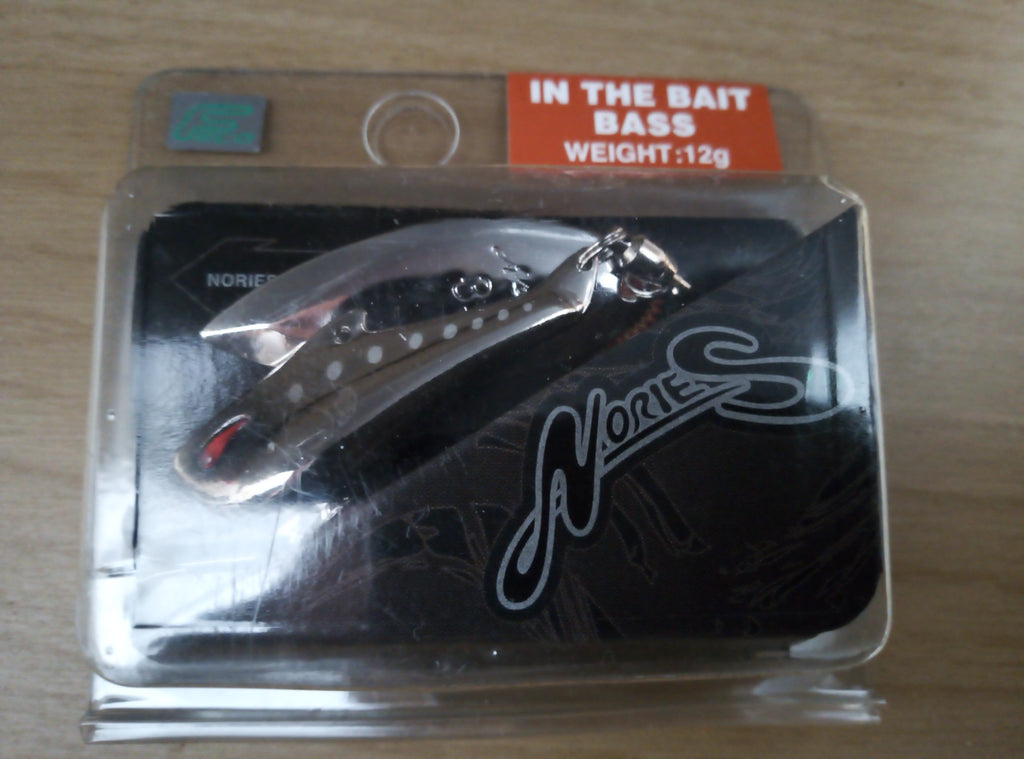 IN THE BAIT
BASS
WEIGHT:12g
NORIES
NORIES